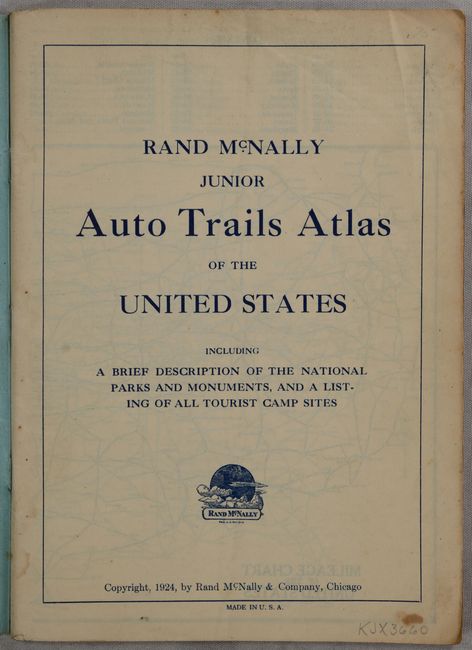 RAND McNALLY
JUNIOR
Auto Trails Atlas
OF THE
UNITED STATES
INCLUDING
A BRIEF DESCRIPTION OF THE NATIONAL
PARKS AND MONUMENTS, AND A LIST-
ING OF ALL TOURIST CAMP SITES
RAND McNALLY
Copyright, 1924, by Rand McNally & Company, Chicago
MADE IN U. S. A.
KJX3660
MILEAGE CHART